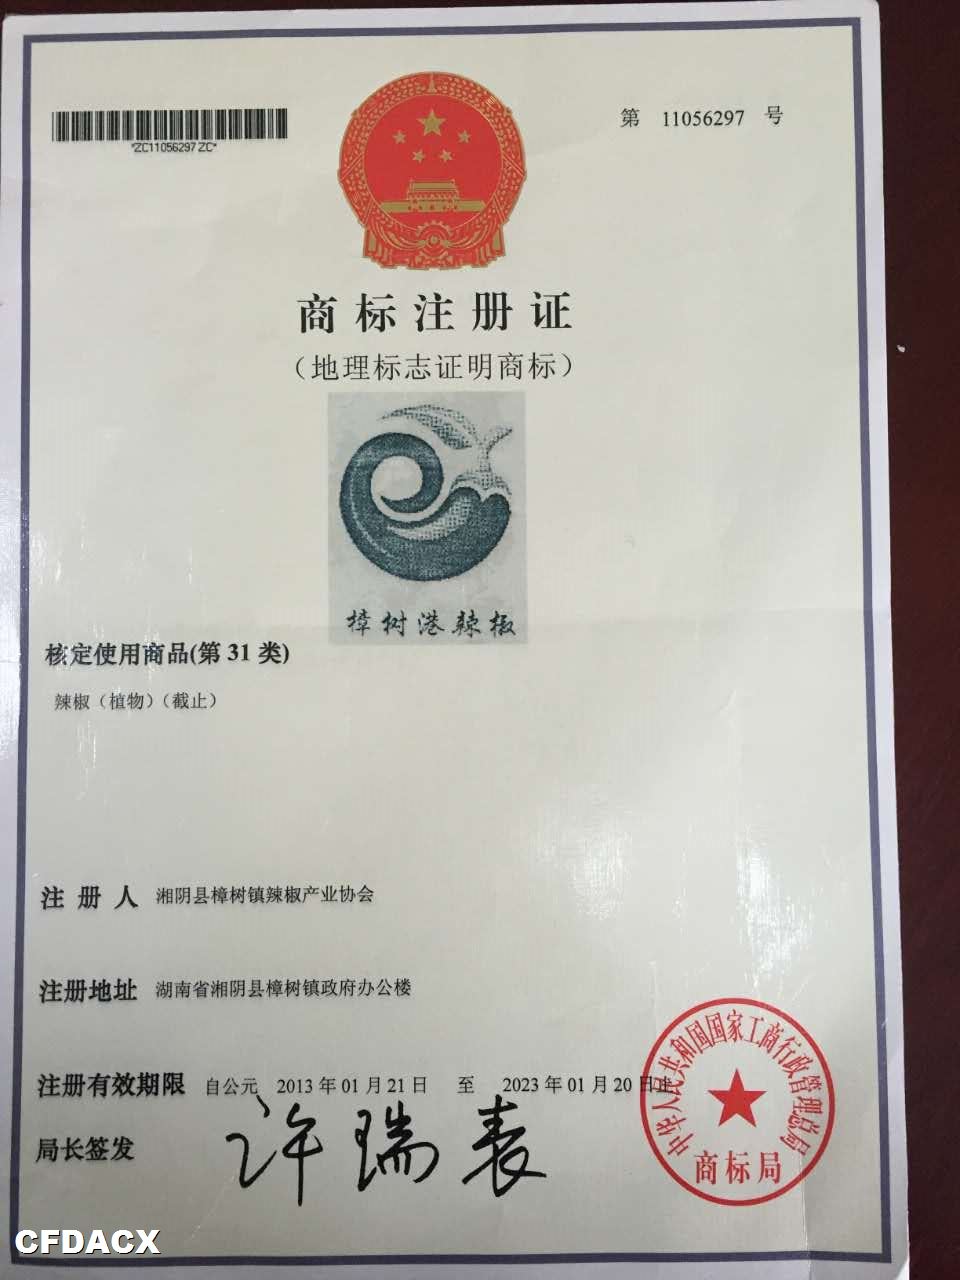 *ZC11056297ZC*
第 11056297 号
商标注册证
（地理标志证明商标）
樟树港辣椒
核定使用商品(第 31 类)
辣椒（植物）（截止）
注册人 湘阴县樟树镇辣椒产业协会
注册地址 湖南省湘阴县樟树镇政府办公楼
注册有效期限 自公元 2013 年 01 月 21 日 至 2023 年 01 月 20 日止
局长签发 许瑞表
中华人民共和国国家工商行政管理总局
商标局
CFDACX